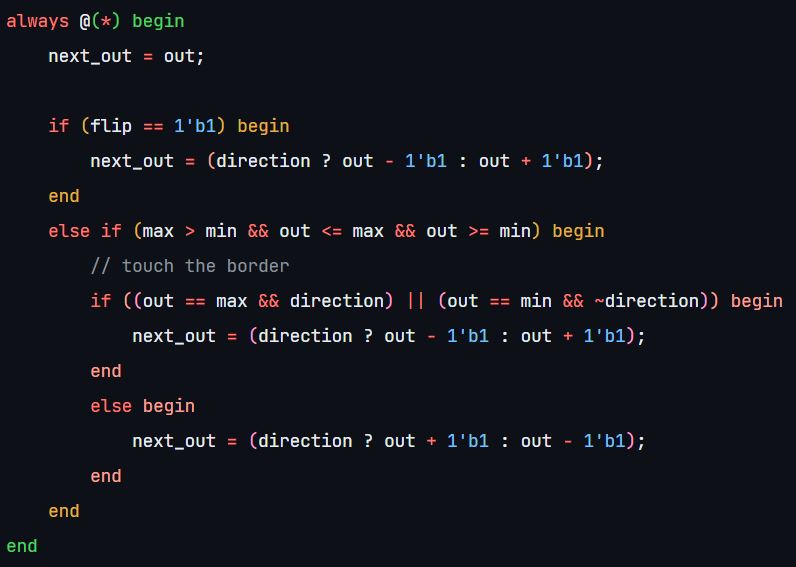 always @(*) begin
    next_out = out;

    if (flip == 1'b1) begin
        next_out = (direction ? out - 1'b1 : out + 1'b1);
    end
    else if (max > min && out <= max && out >= min) begin
        // touch the border
        if ((out == max && direction) || (out == min && ~direction)) begin
            next_out = (direction ? out - 1'b1 : out + 1'b1);
        end
        else begin
            next_out = (direction ? out + 1'b1 : out - 1'b1);
        end
    end
end